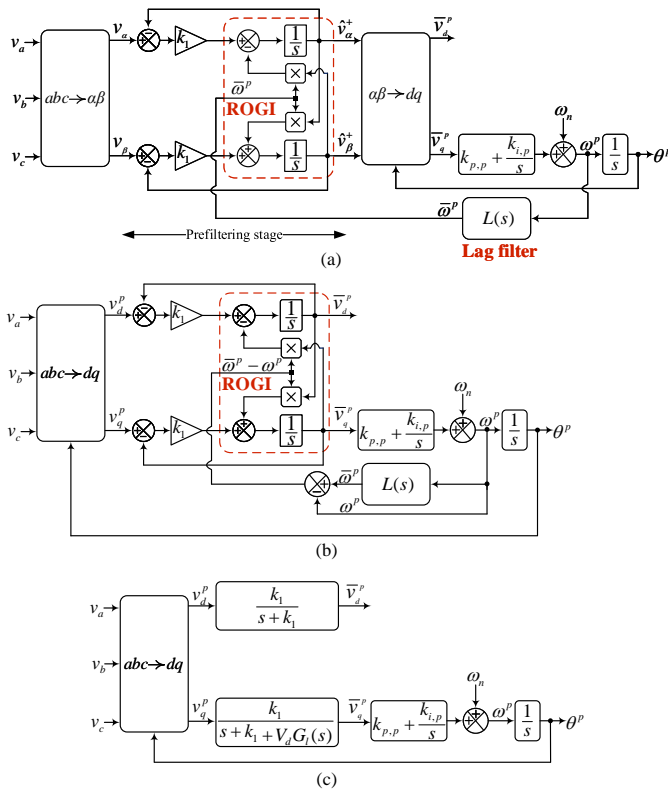 v_a
v_b
v_c
abc→αβ
v_α
v_β
k_1
k_1
1/s
1/s
×
×
ω̄^p
ROGI
v̂_α^+
v̂_β^+
αβ→dq
v̄_d^p
v̄_q^p
k_{p,p} + k_{i,p}/s
ω_n
ω^p
1/s
θ^p
ω̄^p
L(s)
Lag filter
Prefiltering stage
(a)
v_a
v_b
v_c
abc→dq
v_d^p
v_q^p
k_1
k_1
1/s
1/s
×
×
ω̄^p − ω^p
ROGI
v̄_d^p
v̄_q^p
k_{p,p} + k_{i,p}/s
ω_n
ω^p
1/s
θ^p
ω̄^p
L(s)
ω^p
(b)
v_a
v_b
v_c
abc→dq
v_d^p
k_1/(s + k_1)
v̄_d^p
v_q^p
k_1/(s + k_1 + V_d G_l(s))
v̄_q^p
k_{p,p} + k_{i,p}/s
ω_n
ω^p
1/s
θ^p
(c)